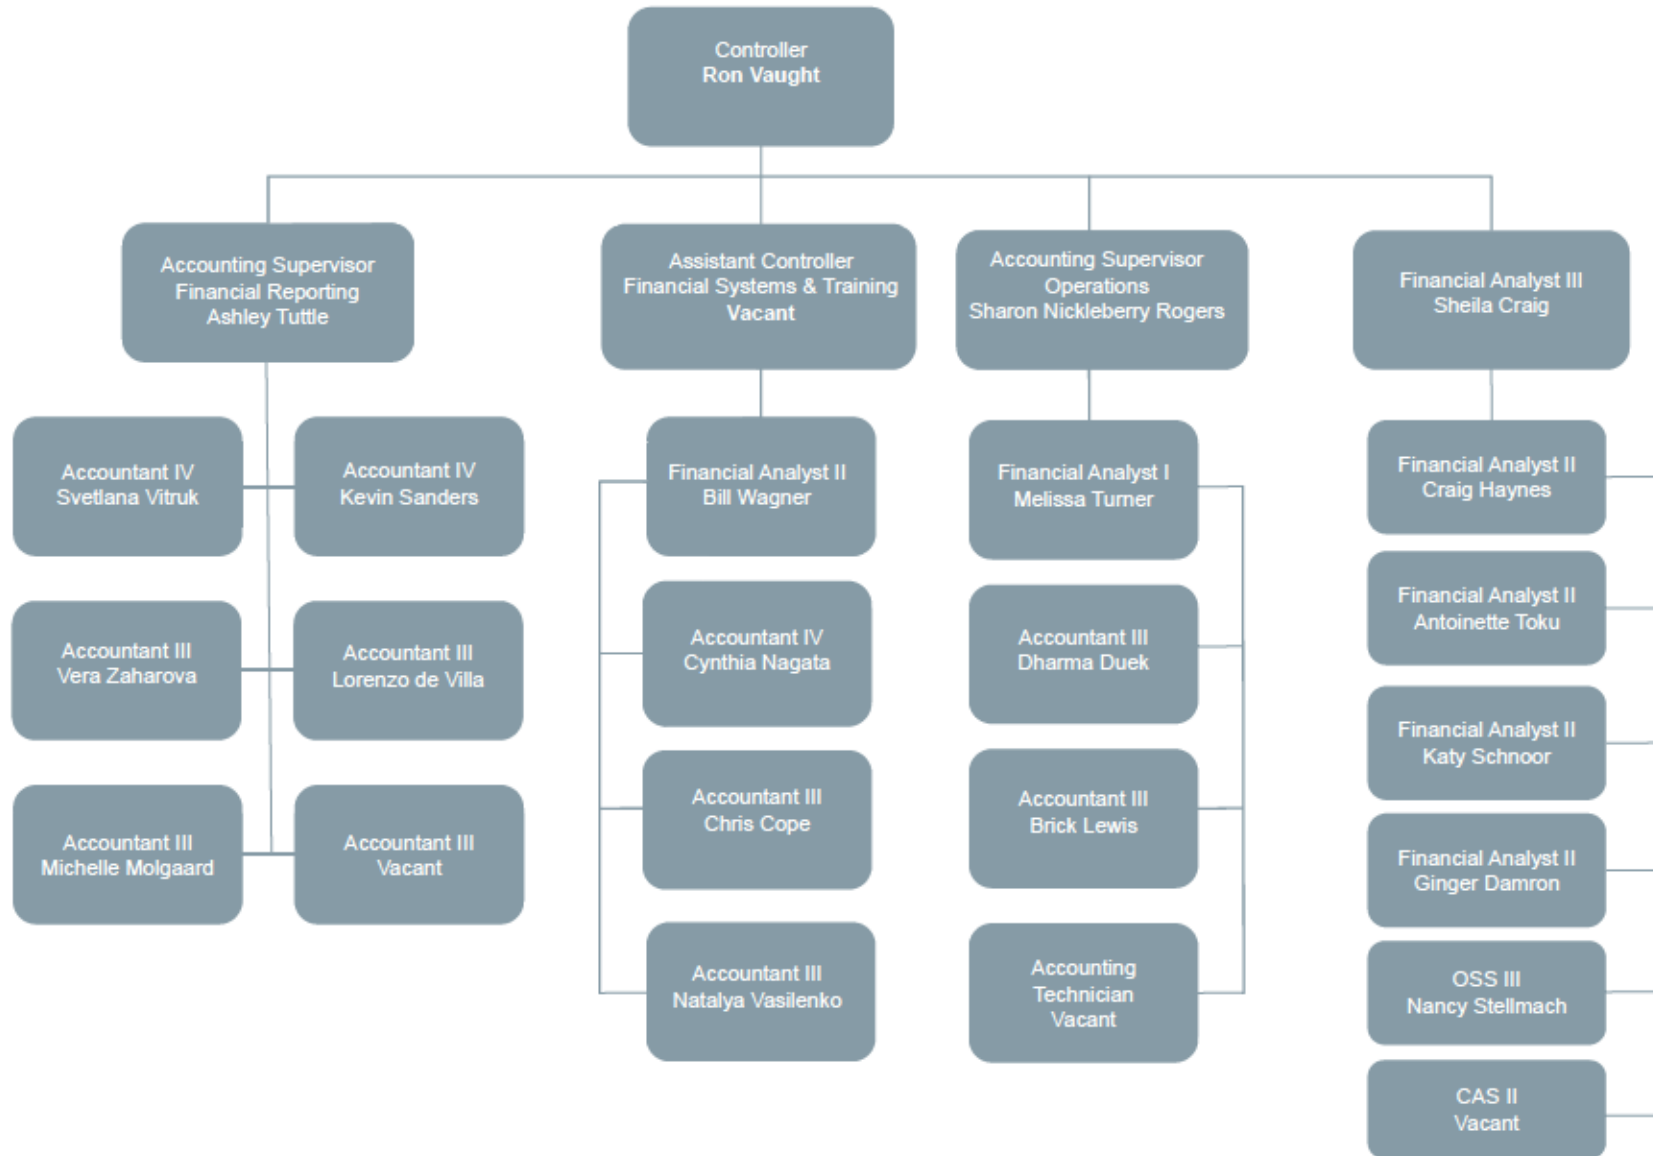 Controller
Ron Vaught
Accounting Supervisor
Financial Reporting
Ashley Tuttle
Assistant Controller
Financial Systems & Training
Vacant
Accounting Supervisor
Operations
Sharon Nickleberry Rogers
Financial Analyst III
Sheila Craig
Accountant IV
Svetlana Vitruk
Accountant IV
Kevin Sanders
Accountant III
Vera Zaharova
Accountant III
Lorenzo de Villa
Accountant III
Michelle Molgaard
Accountant III
Vacant
Financial Analyst II
Bill Wagner
Accountant IV
Cynthia Nagata
Accountant III
Chris Cope
Accountant III
Natalya Vasilenko
Financial Analyst I
Melissa Turner
Accountant III
Dharma Duek
Accountant III
Brick Lewis
Accounting
Technician
Vacant
Financial Analyst II
Craig Haynes
Financial Analyst II
Antoinette Toku
Financial Analyst II
Katy Schnoor
Financial Analyst II
Ginger Damron
OSS III
Nancy Stellmach
CAS II
Vacant